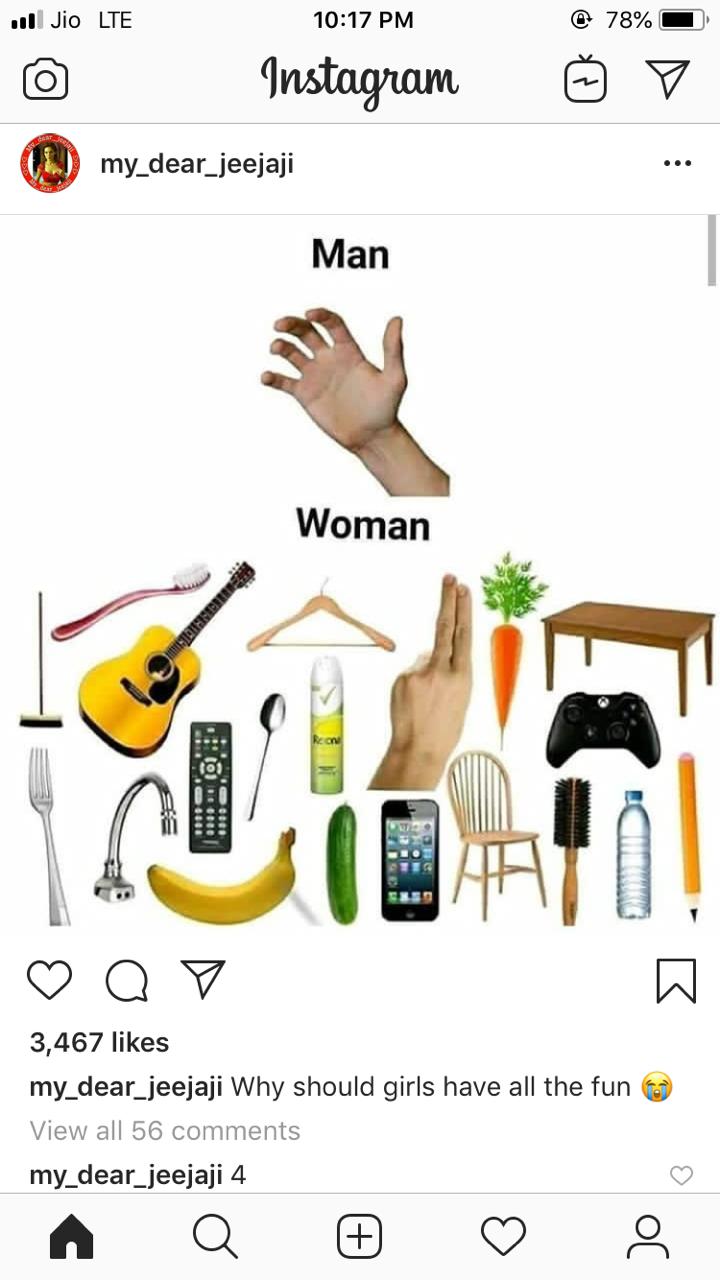 Jio LTE 10:17 PM 78%
Instagram
my_dear_jeejaji
Man
Woman
Rexona
3,467 likes
my_dear_jeejaji Why should girls have all the fun 😭
View all 56 comments
my_dear_jeejaji 4